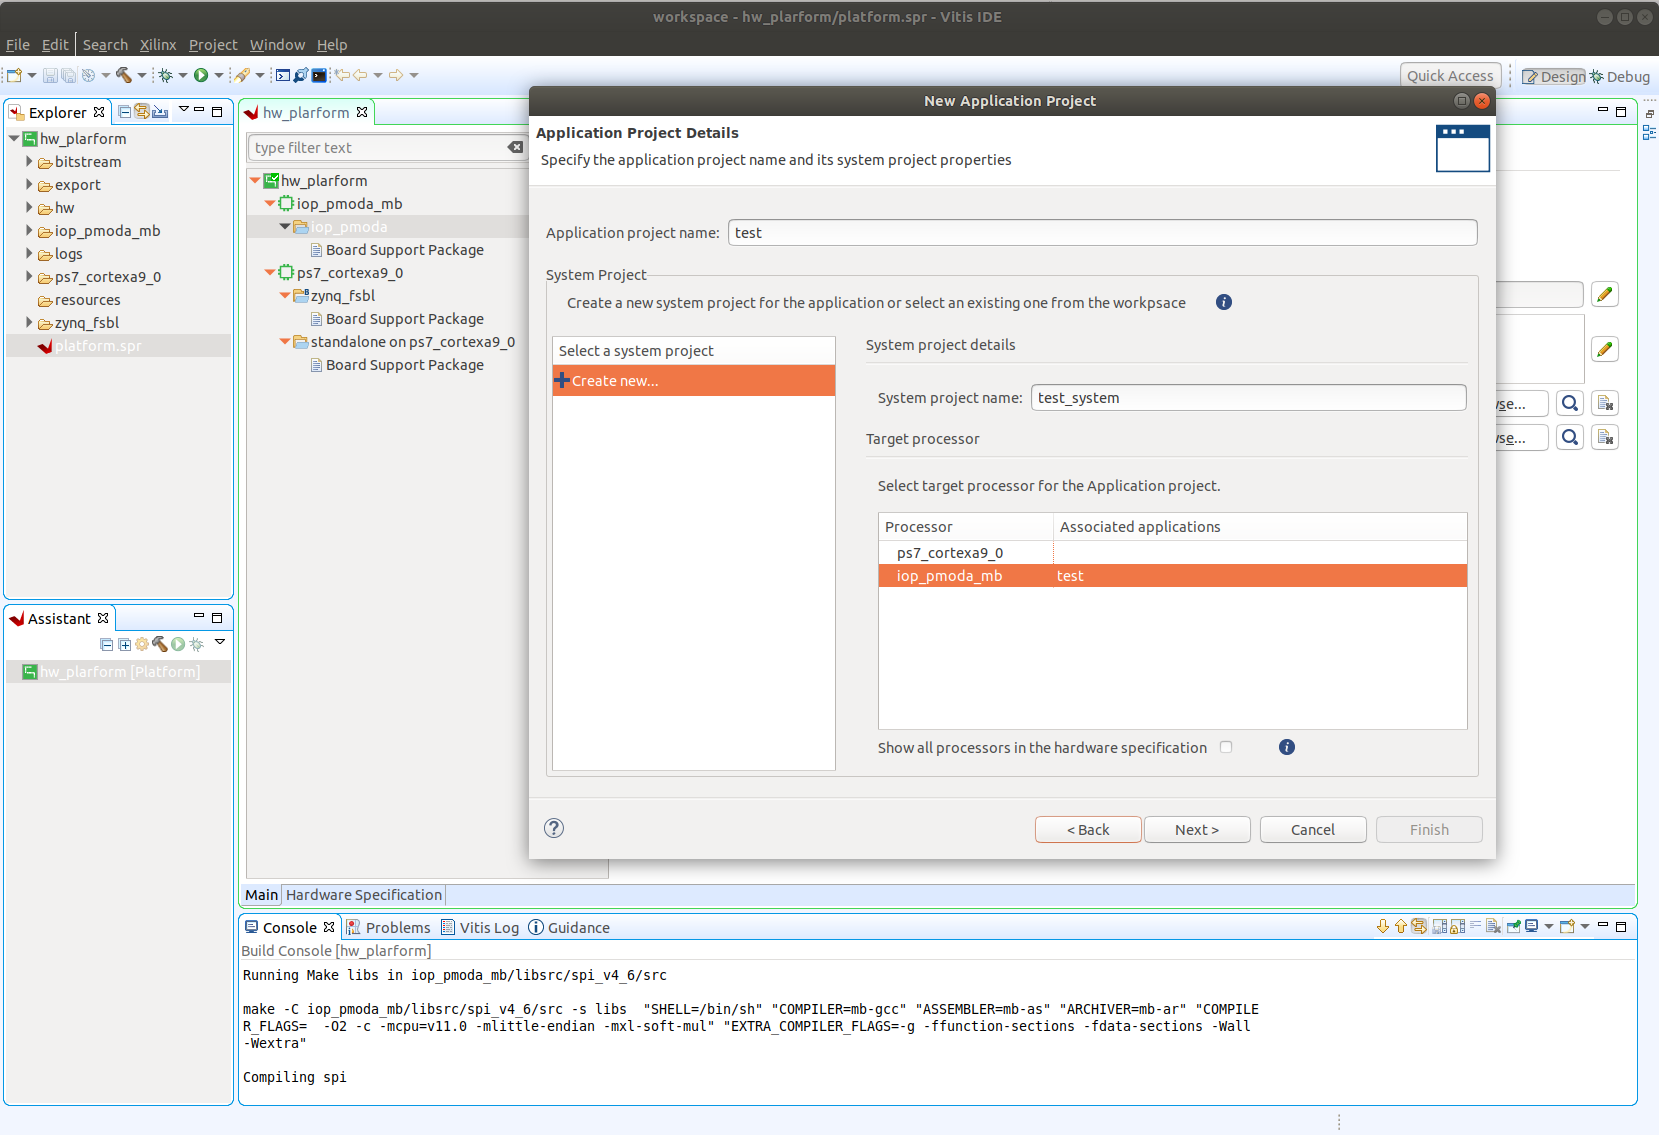 workspace - hw_plarform/platform.spr - Vitis IDE
File Edit Search Xilinx Project Window Help
Quick Access Design Debug
Explorer
hw_plarform
bitstream
export
hw
iop_pmoda_mb
logs
ps7_cortexa9_0
resources
zynq_fsbl
platform.spr
Assistant
hw_plarform [Platform]
hw_plarform
type filter text
hw_plarform
iop_pmoda_mb
iop_pmoda
Board Support Package
ps7_cortexa9_0
zynq_fsbl
Board Support Package
standalone on ps7_cortexa9_0
Board Support Package
Main Hardware Specification
New Application Project
Application Project Details
Specify the application project name and its system project properties
Application project name: test
System Project
Create a new system project for the application or select an existing one from the workpsace
Select a system project
Create new...
System project details
System project name: test_system
Target processor
Select target processor for the Application project.
Processor Associated applications
ps7_cortexa9_0
iop_pmoda_mb test
Show all processors in the hardware specification
< Back Next > Cancel Finish
Console Problems Vitis Log Guidance
Build Console [hw_plarform]
Running Make libs in iop_pmoda_mb/libsrc/spi_v4_6/src
make -C iop_pmoda_mb/libsrc/spi_v4_6/src -s libs  "SHELL=/bin/sh" "COMPILER=mb-gcc" "ASSEMBLER=mb-as" "ARCHIVER=mb-ar" "COMPILE
R_FLAGS=  -O2 -c -mcpu=v11.0 -mlittle-endian -mxl-soft-mul" "EXTRA_COMPILER_FLAGS=-g -ffunction-sections -fdata-sections -Wall
-Wextra"
Compiling spi